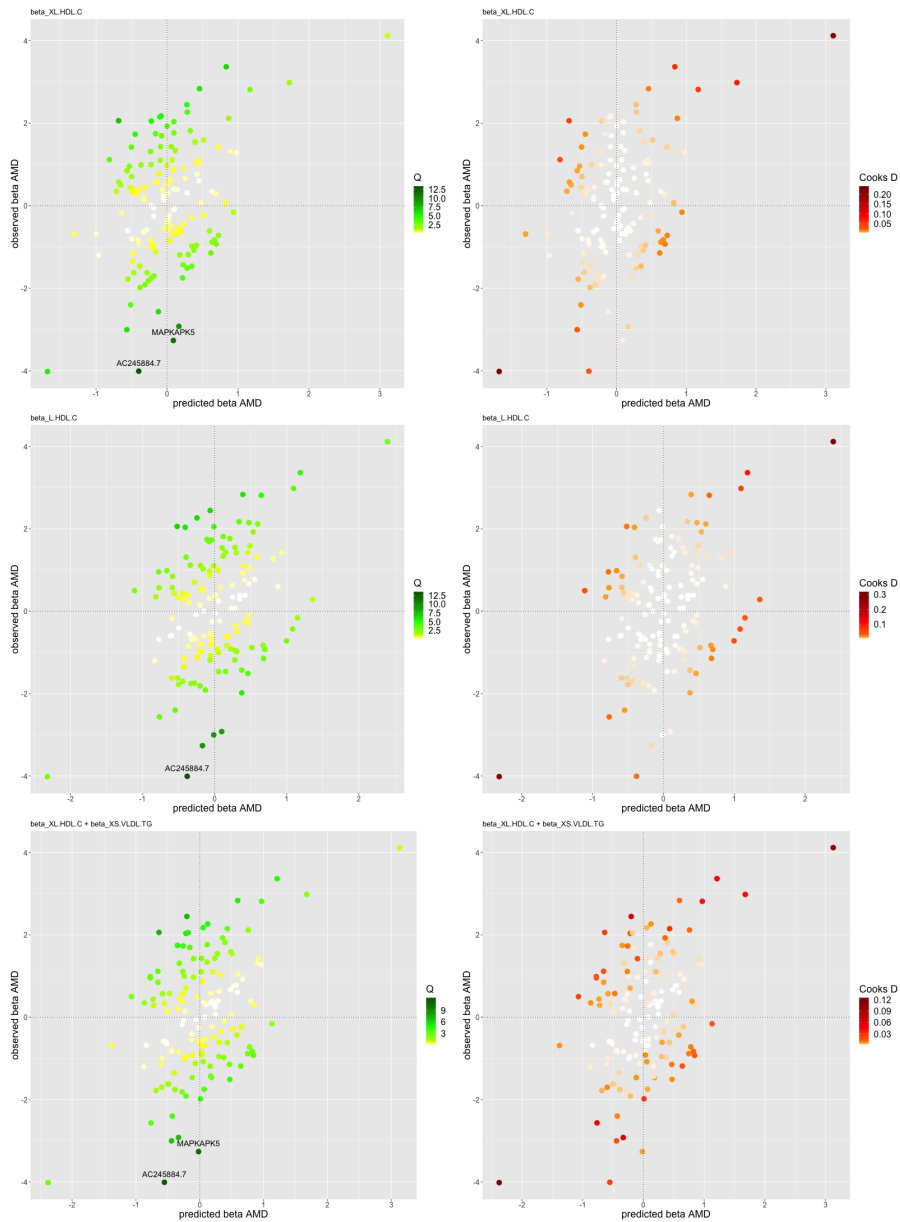 beta_XL.HDL.C
observed beta AMD
4
2
0
-2
-4
MAPKAPK5
AC245884.7
-1
0
1
2
3
predicted beta AMD
Q
12.5
10.0
7.5
5.0
2.5
beta_XL.HDL.C
observed beta AMD
4
2
0
-2
-4
-1
0
1
2
3
predicted beta AMD
Cooks D
0.20
0.15
0.10
0.05
beta_L.HDL.C
observed beta AMD
4
2
0
-2
-4
AC245884.7
-2
-1
0
1
2
predicted beta AMD
Q
12.5
10.0
7.5
5.0
2.5
beta_L.HDL.C
observed beta AMD
4
2
0
-2
-4
-2
-1
0
1
2
predicted beta AMD
Cooks D
0.3
0.2
0.1
beta_XL.HDL.C + beta_XS.VLDL.TG
observed beta AMD
4
2
0
-2
-4
MAPKAPK5
AC245884.7
-2
-1
0
1
2
3
predicted beta AMD
Q
9
6
3
beta_XL.HDL.C + beta_XS.VLDL.TG
observed beta AMD
4
2
0
-2
-4
-2
-1
0
1
2
3
predicted beta AMD
Cooks D
0.12
0.09
0.06
0.03